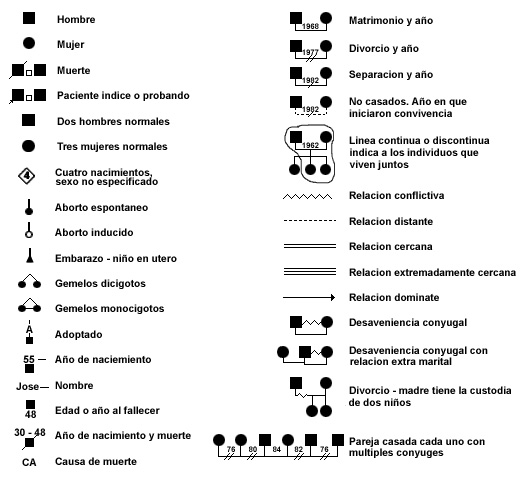 Hombre
Mujer
Muerte
Paciente indice o probando
Dos hombres normales
Tres mujeres normales
4
Cuatro nacimientos,
sexo no especificado
Aborto espontaneo
Aborto inducido
Embarazo - niño en utero
Gemelos dicigotos
Gemelos monocigotos
A
Adoptado
55
Año de naciemiento
Jose
Nombre
48
Edad o año al fallecer
30 - 48
Año de nacimiento y muerte
CA
Causa de muerte
1968
Matrimonio y año
1977
Divorcio y año
1982
Separacion y año
1982
No casados. Año en que
iniciaron convivencia
1962
Linea continua o discontinua
indica a los individuos que
viven juntos
Relacion conflictiva
Relacion distante
Relacion cercana
Relacion extremadamente cercana
Relacion dominate
Desaveniencia conyugal
Desaveniencia conyugal con
relacion extra marital
Divorcio - madre tiene la custodia
de dos niños
76 80 84 82 76
Pareja casada cada uno con
multiples conyuges